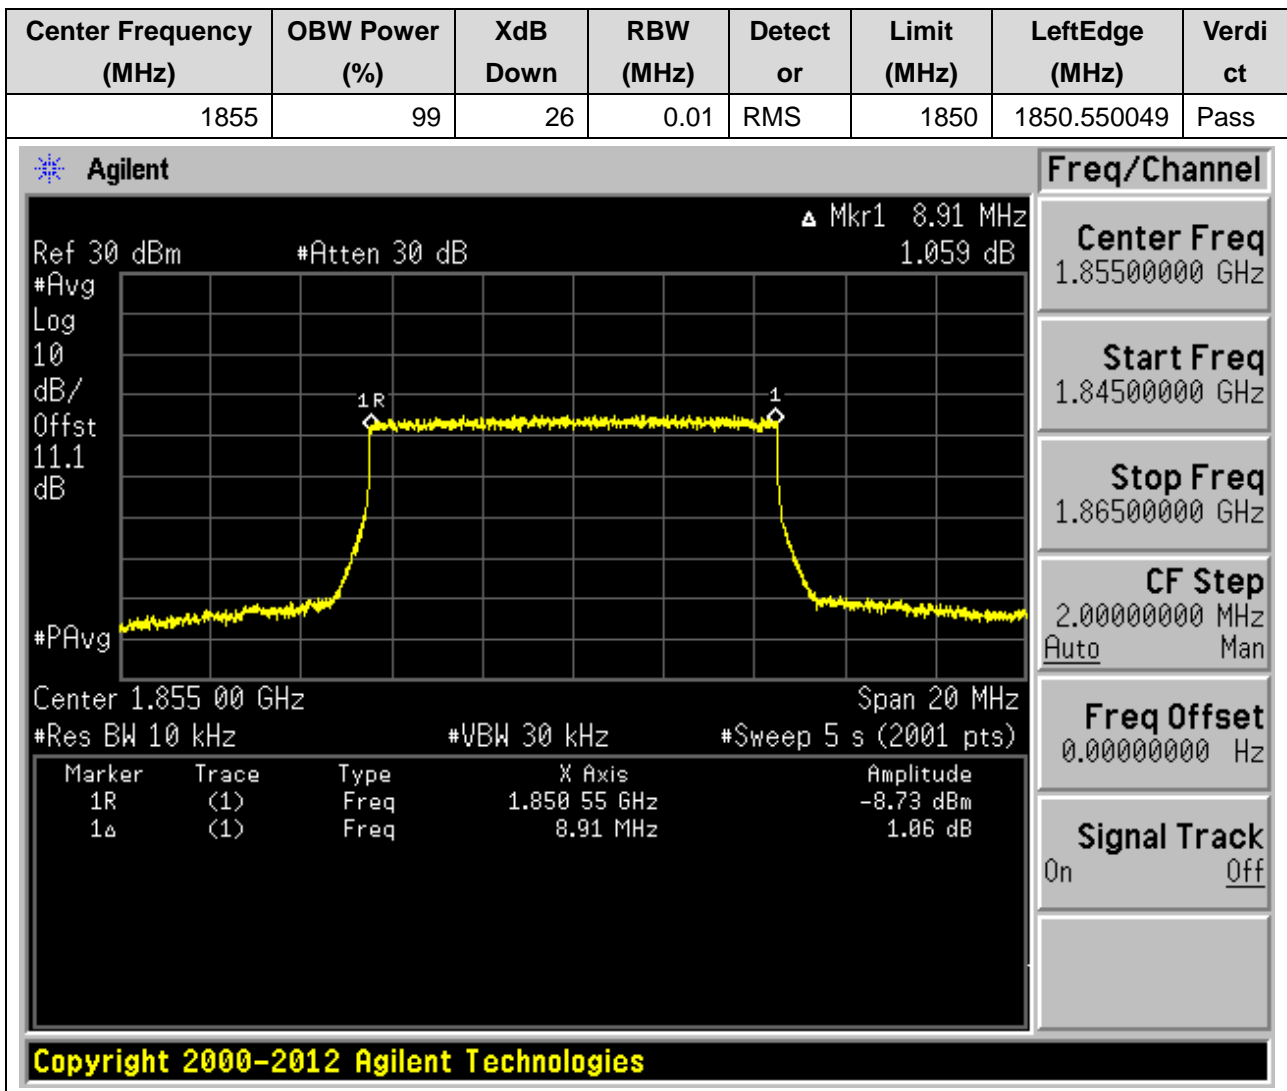 Center Frequency OBW Power XdB RBW Detect Limit LeftEdge Verdi
(MHz) (%) Down (MHz) or (MHz) (MHz) ct
1855 99 26 0.01 RMS 1850 1850.550049 Pass
Agilent
Freq/Channel
Δ Mkr1 8.91 MHz
Ref 30 dBm #Atten 30 dB 1.059 dB
#Avg
Log
10
dB/
Offst
11.1
dB
#PAvg
1R
1
Center 1.855 00 GHz Span 20 MHz
#Res BW 10 kHz #VBW 30 kHz #Sweep 5 s (2001 pts)
Marker Trace Type X Axis Amplitude
1R (1) Freq 1.850 55 GHz -8.73 dBm
1Δ (1) Freq 8.91 MHz 1.06 dB
Center Freq
1.85500000 GHz
Start Freq
1.84500000 GHz
Stop Freq
1.86500000 GHz
CF Step
2.00000000 MHz
Auto Man
Freq Offset
0.00000000 Hz
Signal Track
On Off
Copyright 2000-2012 Agilent Technologies